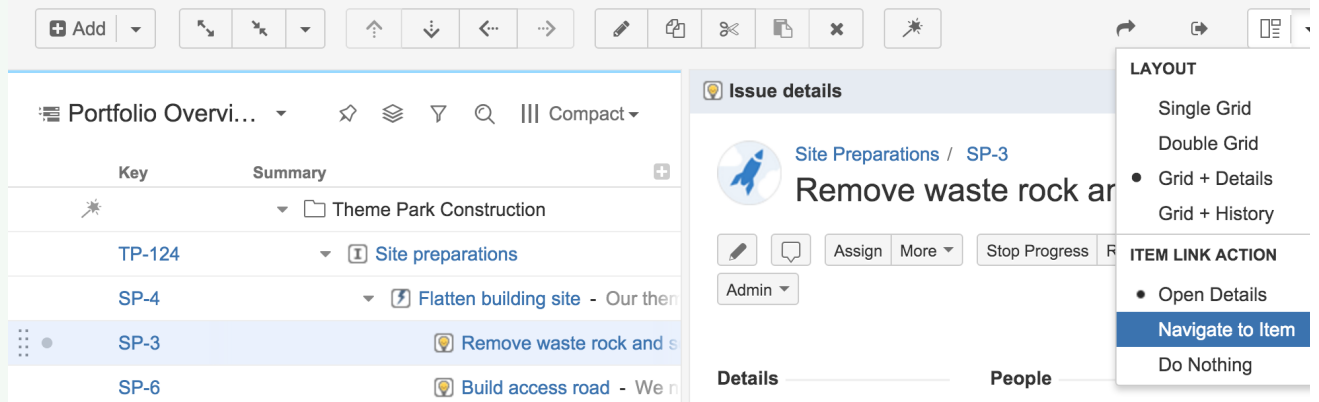 Add
Portfolio Overvi...
Compact
Key Summary
Theme Park Construction
TP-124 Site preparations
SP-4 Flatten building site - Our them
SP-3 Remove waste rock and s
SP-6 Build access road - We n
Issue details
Site Preparations / SP-3
Remove waste rock ar
Assign More Stop Progress R
Admin
Details People
LAYOUT
Single Grid
Double Grid
Grid + Details
Grid + History
ITEM LINK ACTION
Open Details
Navigate to Item
Do Nothing